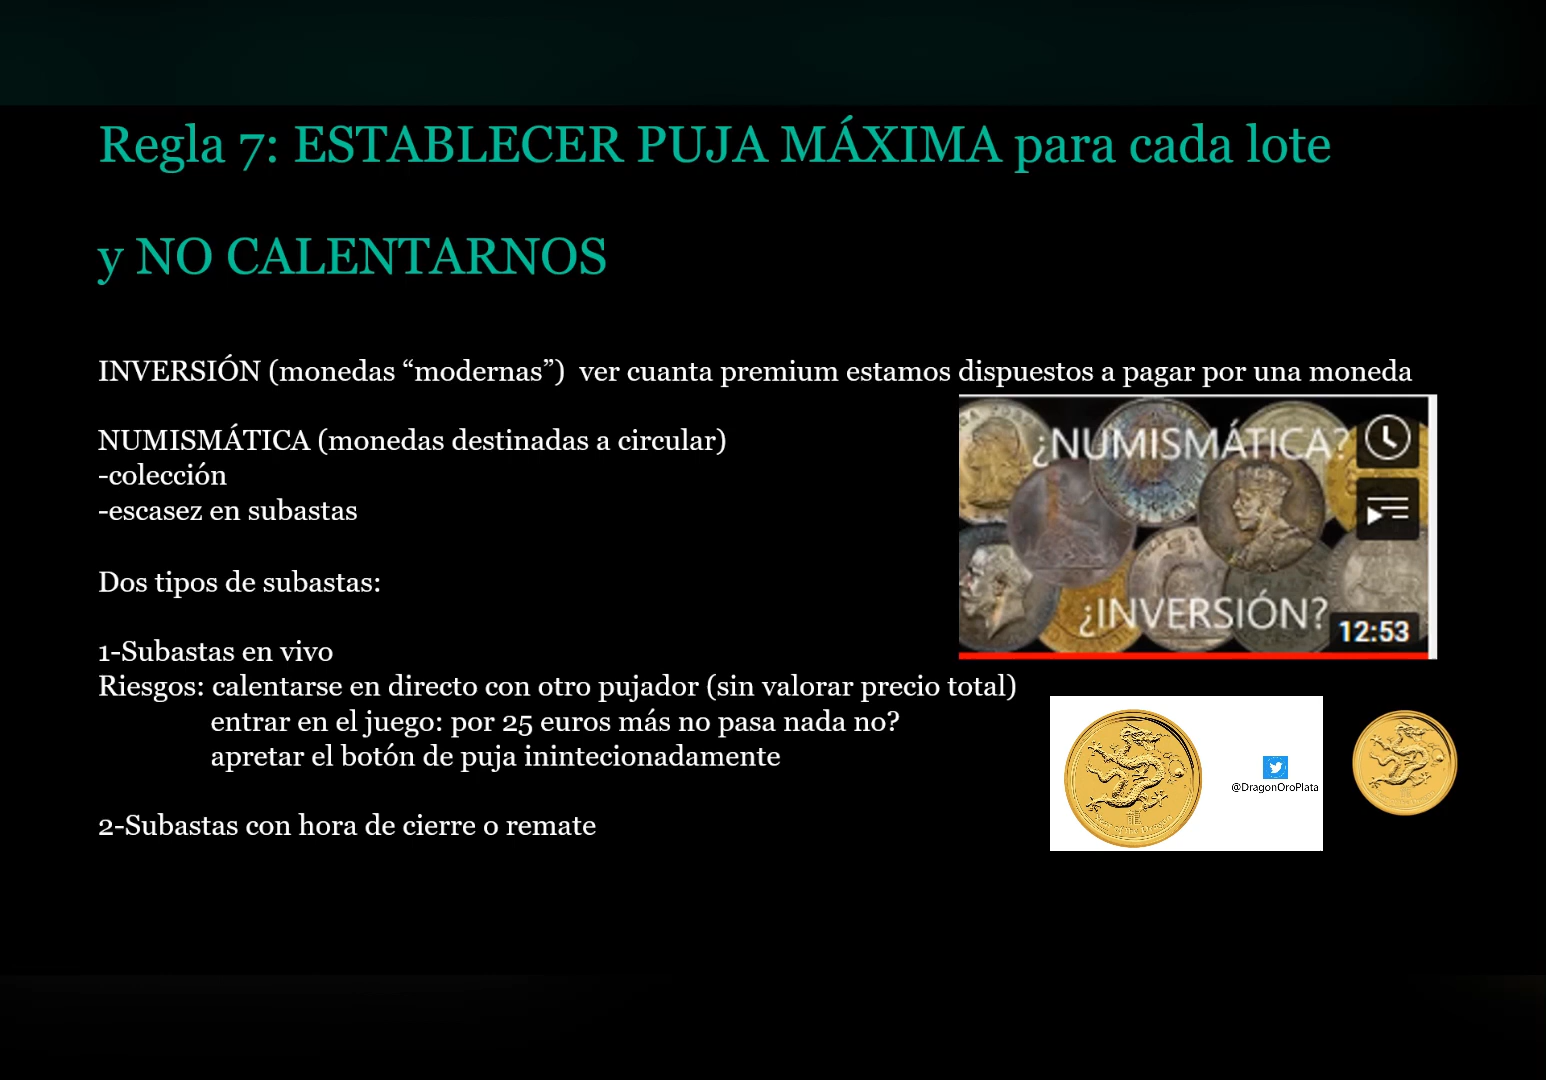 Regla 7: ESTABLECER PUJA MÁXIMA para cada lote
y NO CALENTARNOS
INVERSIÓN (monedas “modernas”)  ver cuanta premium estamos dispuestos a pagar por una moneda
NUMISMÁTICA (monedas destinadas a circular)
-colección
-escasez en subastas
¿NUMISMÁTICA?
¿INVERSIÓN?
12:53
Dos tipos de subastas:
1-Subastas en vivo
Riesgos: calentarse en directo con otro pujador (sin valorar precio total)
entrar en el juego: por 25 euros más no pasa nada no?
apretar el botón de puja inintecionadamente
2-Subastas con hora de cierre o remate
@DragonOroPlata